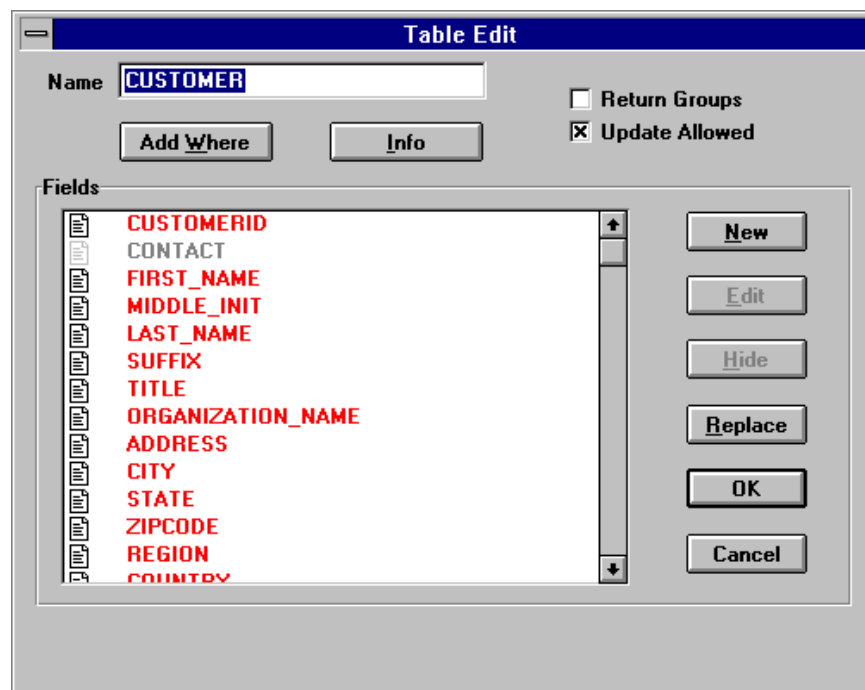 Table Edit
Name CUSTOMER
Return Groups
Add Where Info
Update Allowed
Fields
CUSTOMERID
New
CONTACT
FIRST_NAME
MIDDLE_INIT
Edit
LAST_NAME
SUFFIX
Hide
TITLE
ORGANIZATION_NAME
Replace
ADDRESS
CITY
OK
STATE
ZIPCODE
REGION
Cancel
COUNTRY